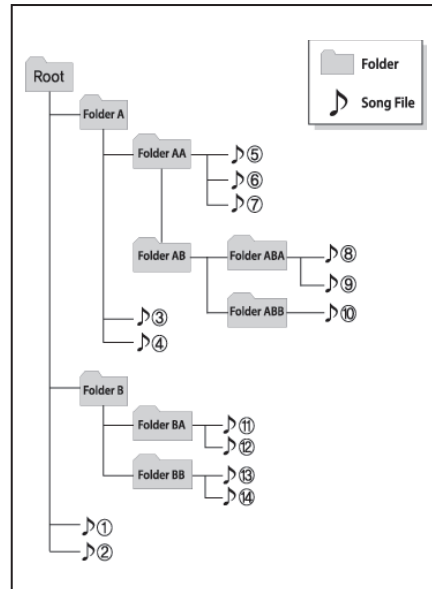 Root
Folder
Song File
Folder A
Folder AA
⑤
⑥
⑦
Folder AB
Folder ABA
⑧
⑨
Folder ABB
⑩
③
④
Folder B
Folder BA
⑪
⑫
Folder BB
⑬
⑭
①
②